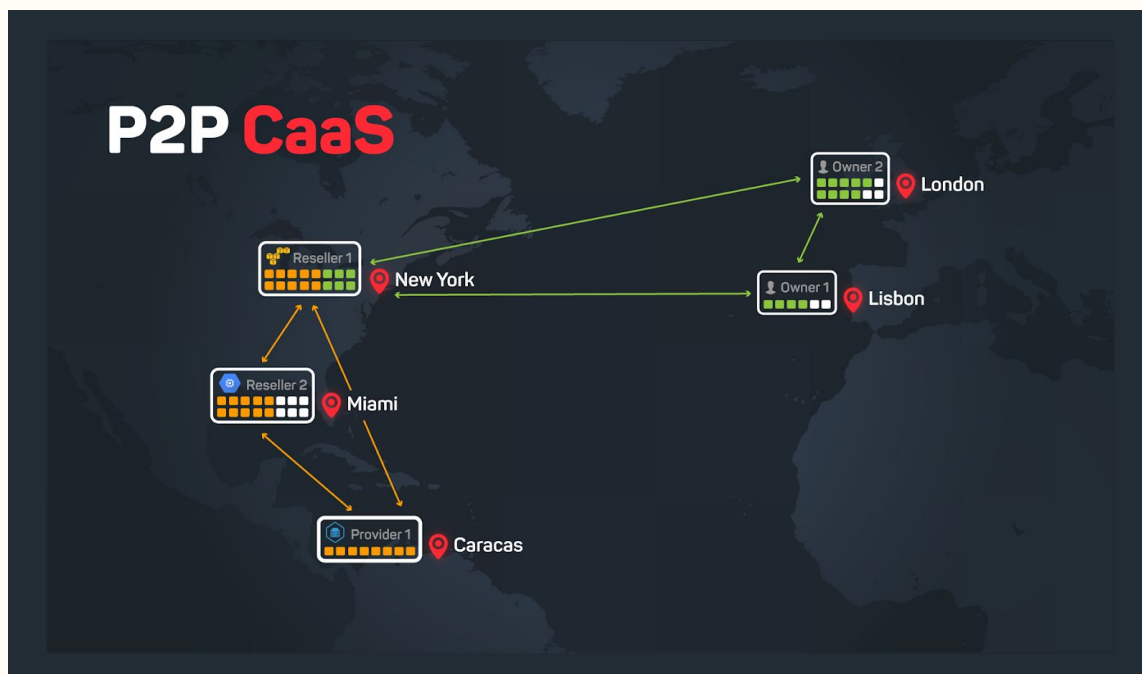 P2P CaaS
Owner 2
London
Reseller 1
New York
Owner 1
Lisbon
Reseller 2
Miami
Provider 1
Caracas